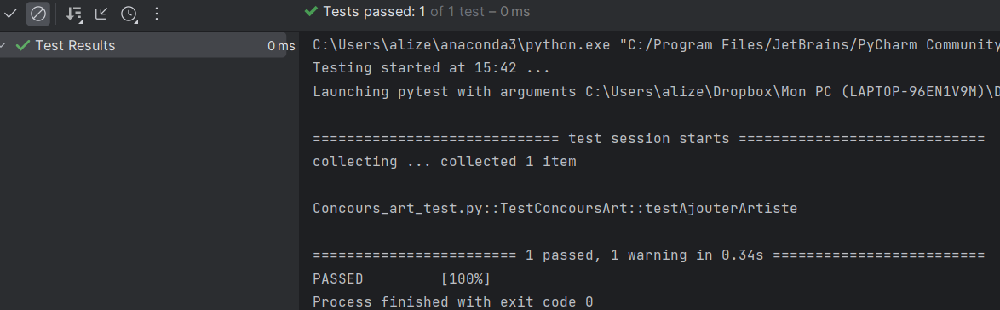 Tests passed: 1 of 1 test – 0 ms
Test Results 0 ms
C:\Users\alize\anaconda3\python.exe "C:/Program Files/JetBrains/PyCharm Community
Testing started at 15:42 ...
Launching pytest with arguments C:\Users\alize\Dropbox\Mon PC (LAPTOP-96EN1V9M)\D
============================= test session starts =============================
collecting ... collected 1 item
Concours_art_test.py::TestConcoursArt::testAjouterArtiste
======================== 1 passed, 1 warning in 0.34s =========================
PASSED [100%]
Process finished with exit code 0